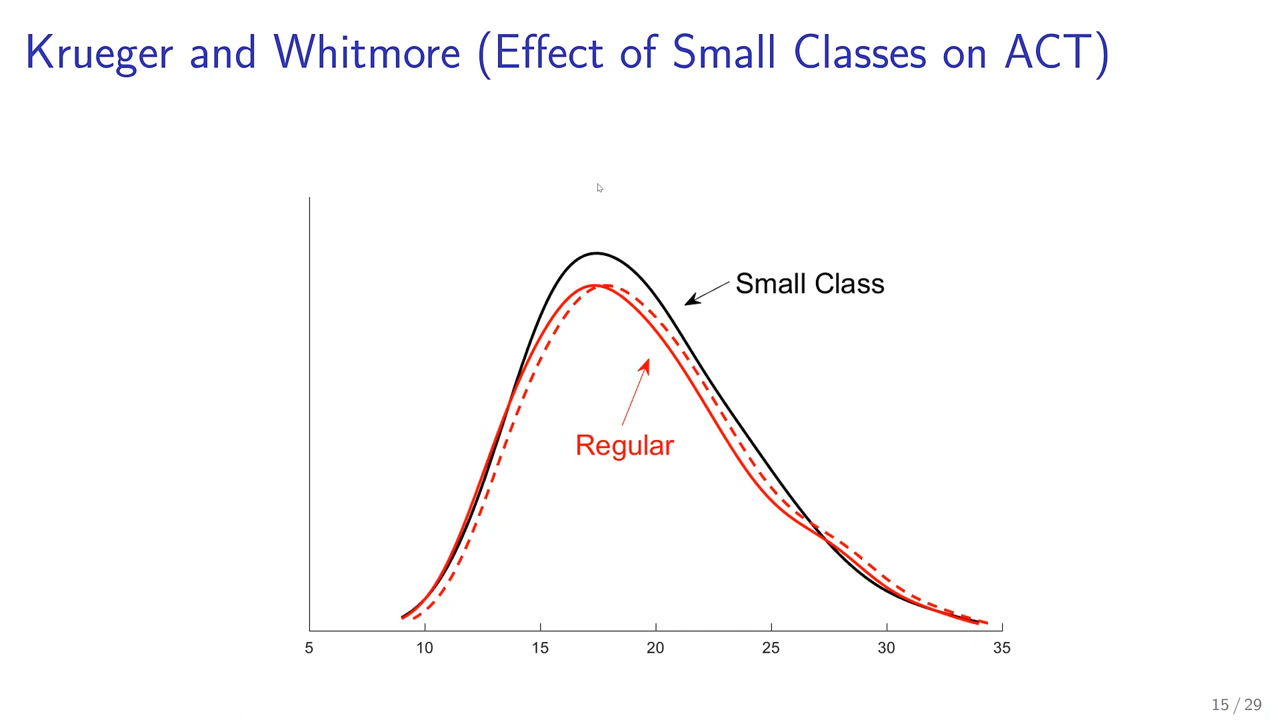 Krueger and Whitmore (Effect of Small Classes on ACT)
Small Class
Regular
5 10 15 20 25 30 35
15 / 29